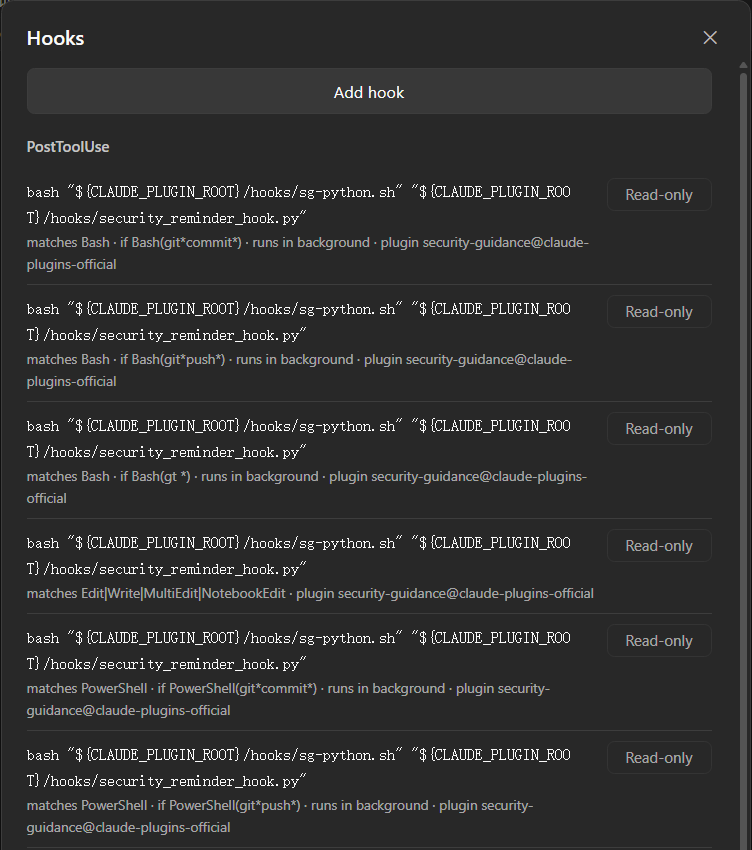 Hooks
Add hook
PostToolUse
bash "${CLAUDE_PLUGIN_ROOT}/hooks/sg-python.sh" "${CLAUDE_PLUGIN_ROO
T}/hooks/security_reminder_hook.py"
Read-only
matches Bash · if Bash(git*commit*) · runs in background · plugin security-guidance@claude-
plugins-official
bash "${CLAUDE_PLUGIN_ROOT}/hooks/sg-python.sh" "${CLAUDE_PLUGIN_ROO
T}/hooks/security_reminder_hook.py"
Read-only
matches Bash · if Bash(git*push*) · runs in background · plugin security-guidance@claude-
plugins-official
bash "${CLAUDE_PLUGIN_ROOT}/hooks/sg-python.sh" "${CLAUDE_PLUGIN_ROO
T}/hooks/security_reminder_hook.py"
Read-only
matches Bash · if Bash(gt *) · runs in background · plugin security-guidance@claude-plugins-
official
bash "${CLAUDE_PLUGIN_ROOT}/hooks/sg-python.sh" "${CLAUDE_PLUGIN_ROO
T}/hooks/security_reminder_hook.py"
Read-only
matches Edit|Write|MultiEdit|NotebookEdit · plugin security-guidance@claude-plugins-official
bash "${CLAUDE_PLUGIN_ROOT}/hooks/sg-python.sh" "${CLAUDE_PLUGIN_ROO
T}/hooks/security_reminder_hook.py"
Read-only
matches PowerShell · if PowerShell(git*commit*) · runs in background · plugin security-
guidance@claude-plugins-official
bash "${CLAUDE_PLUGIN_ROOT}/hooks/sg-python.sh" "${CLAUDE_PLUGIN_ROO
T}/hooks/security_reminder_hook.py"
Read-only
matches PowerShell · if PowerShell(git*push*) · runs in background · plugin security-
guidance@claude-plugins-official